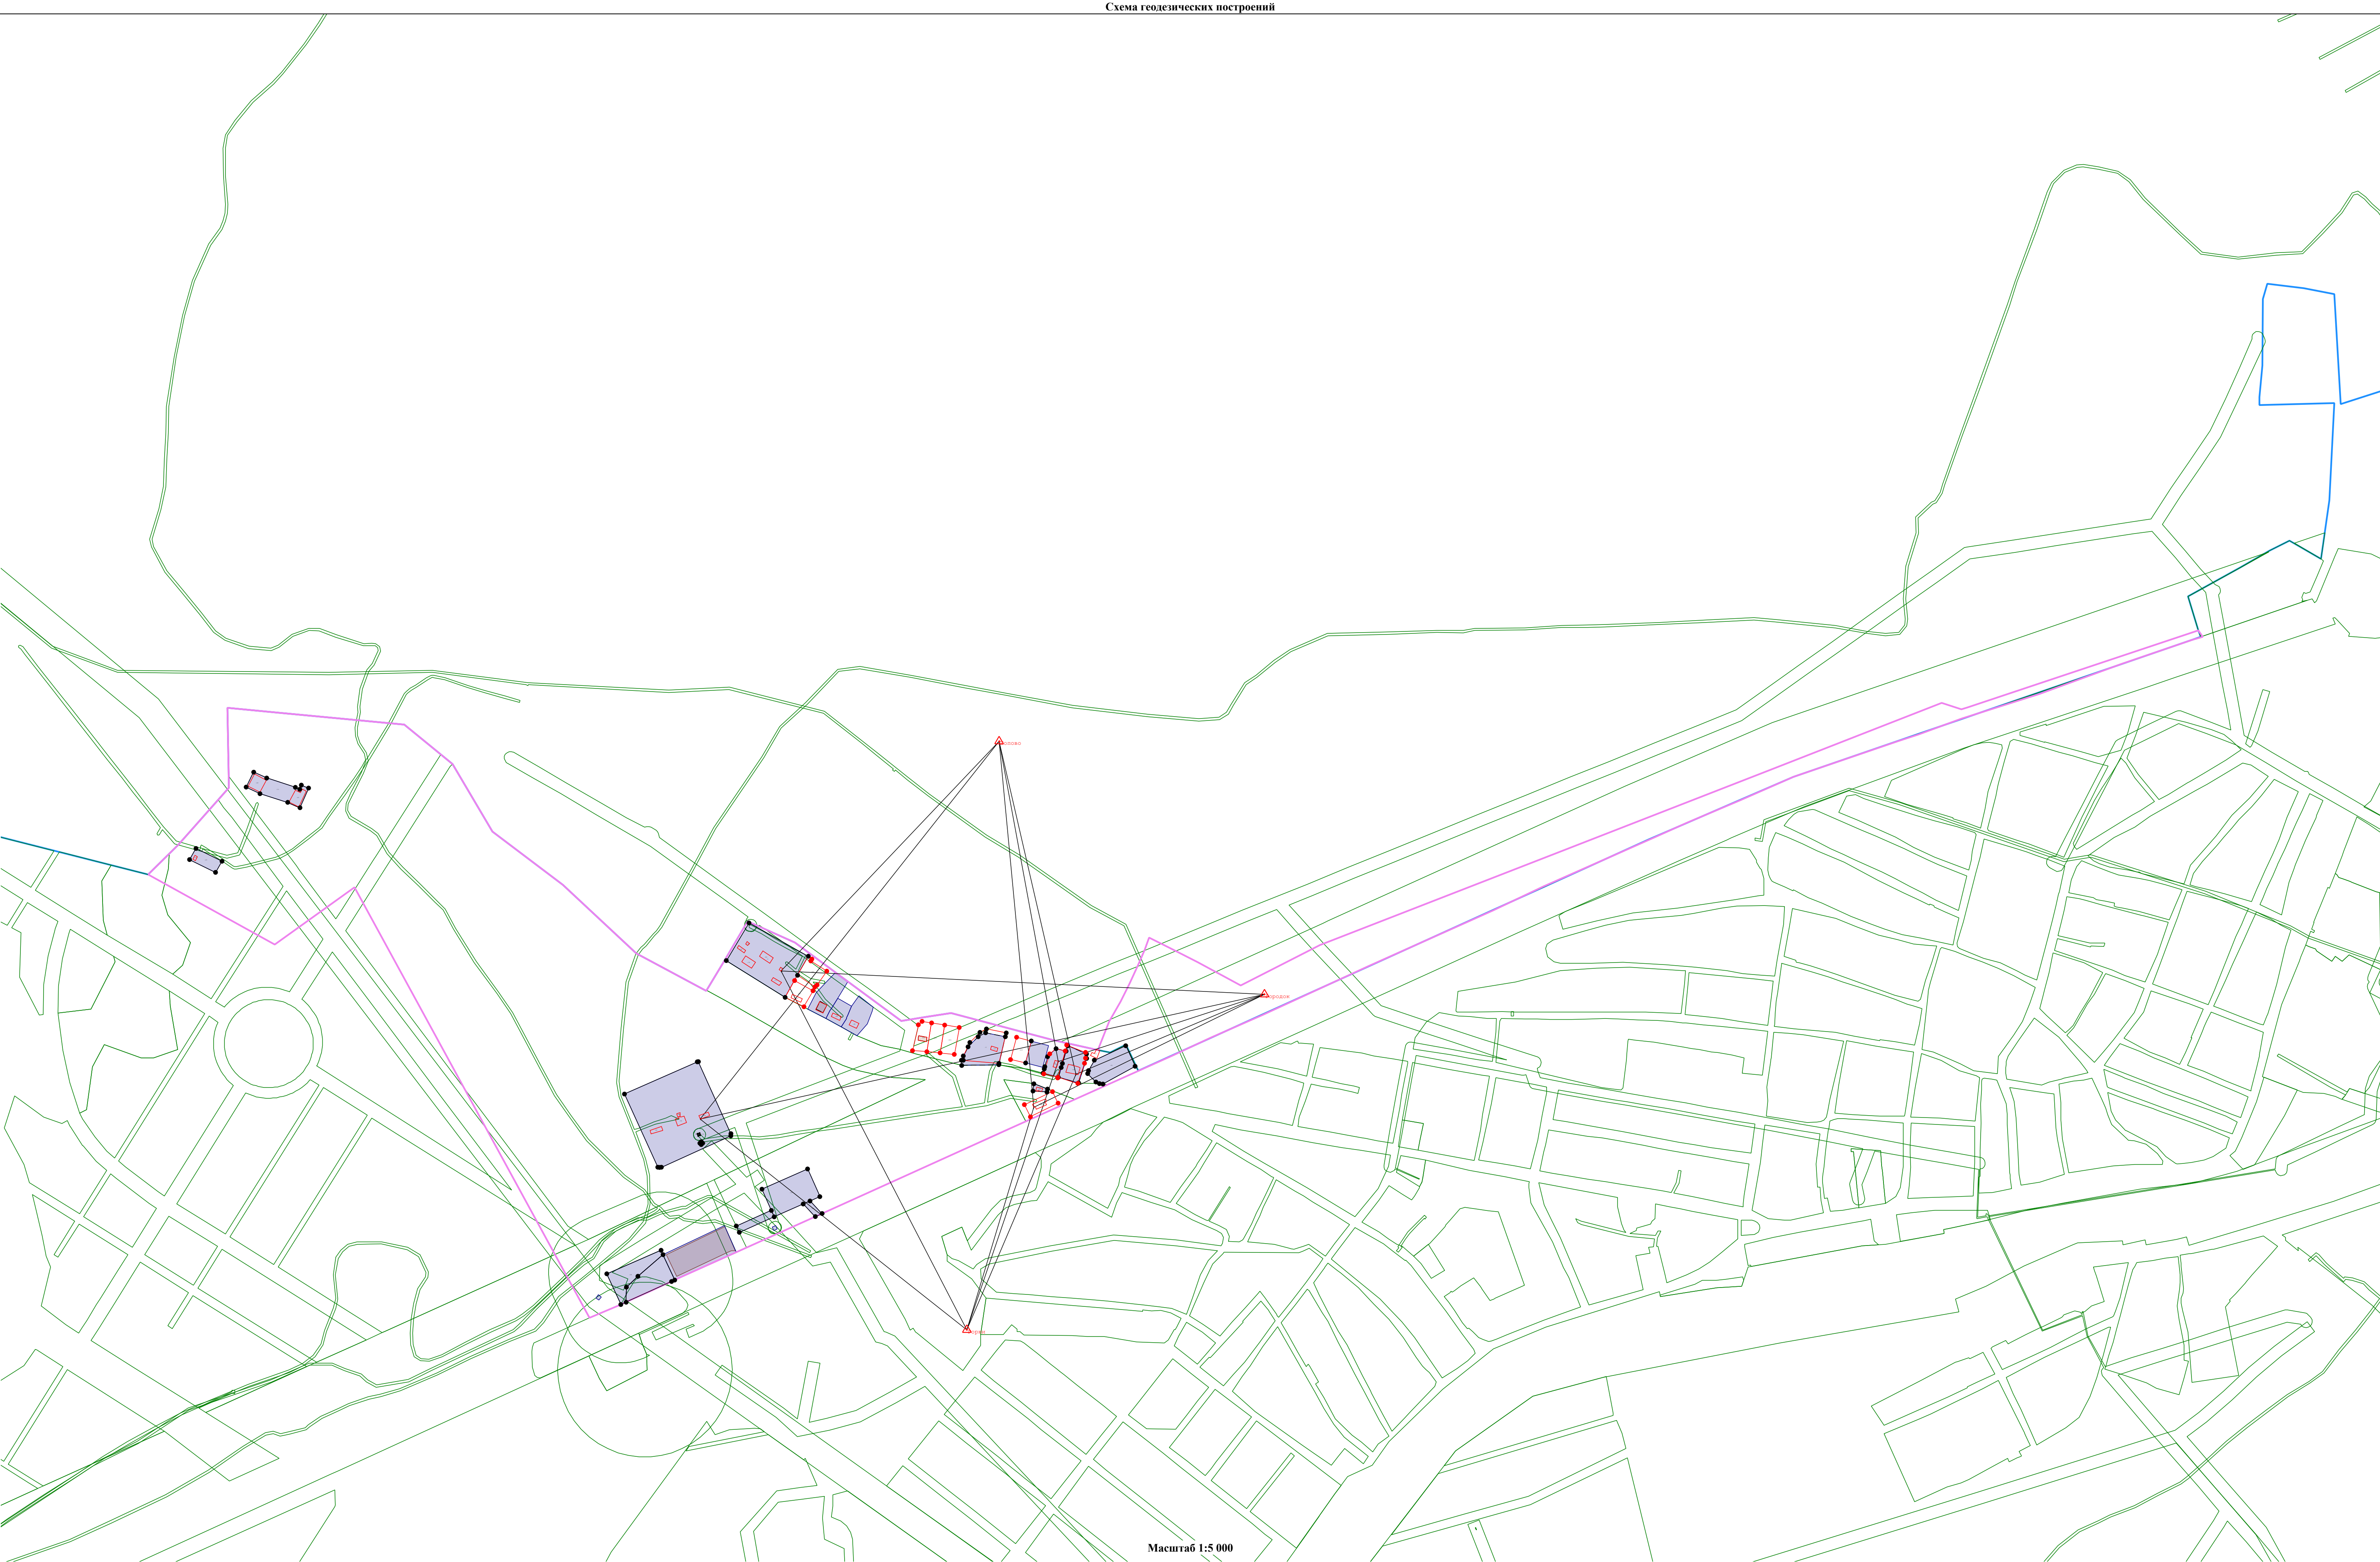 Схема геодезических построений
Масштаб 1:5 000